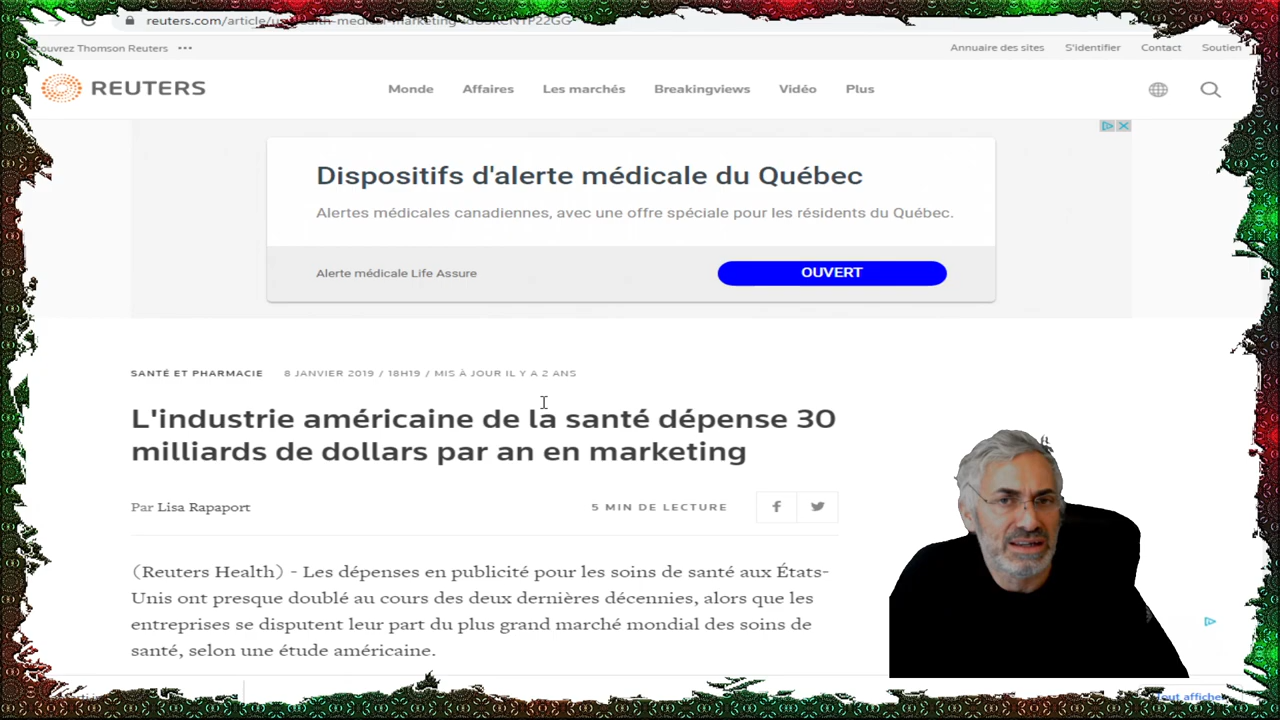 reuters.com/article/us-health-medical-marketing-
couvrez Thomson Reuters •••
Annuaire des sites S'identifier Contact Soutien
REUTERS
Monde Affaires Les marchés Breakingviews Vidéo Plus
Dispositifs d'alerte médicale du Québec
Alertes médicales canadiennes, avec une offre spéciale pour les résidents du Québec.
Alerte médicale Life Assure
OUVERT
SANTÉ ET PHARMACIE 8 JANVIER 2019 / 18H19 / MIS À JOUR IL Y A 2 ANS
L'industrie américaine de la santé dépense 30
milliards de dollars par an en marketing
Par Lisa Rapaport
5 MIN DE LECTURE
(Reuters Health) - Les dépenses en publicité pour les soins de santé aux États-
Unis ont presque doublé au cours des deux dernières décennies, alors que les
entreprises se disputent leur part du plus grand marché mondial des soins de
santé, selon une étude américaine.
Tout afficher